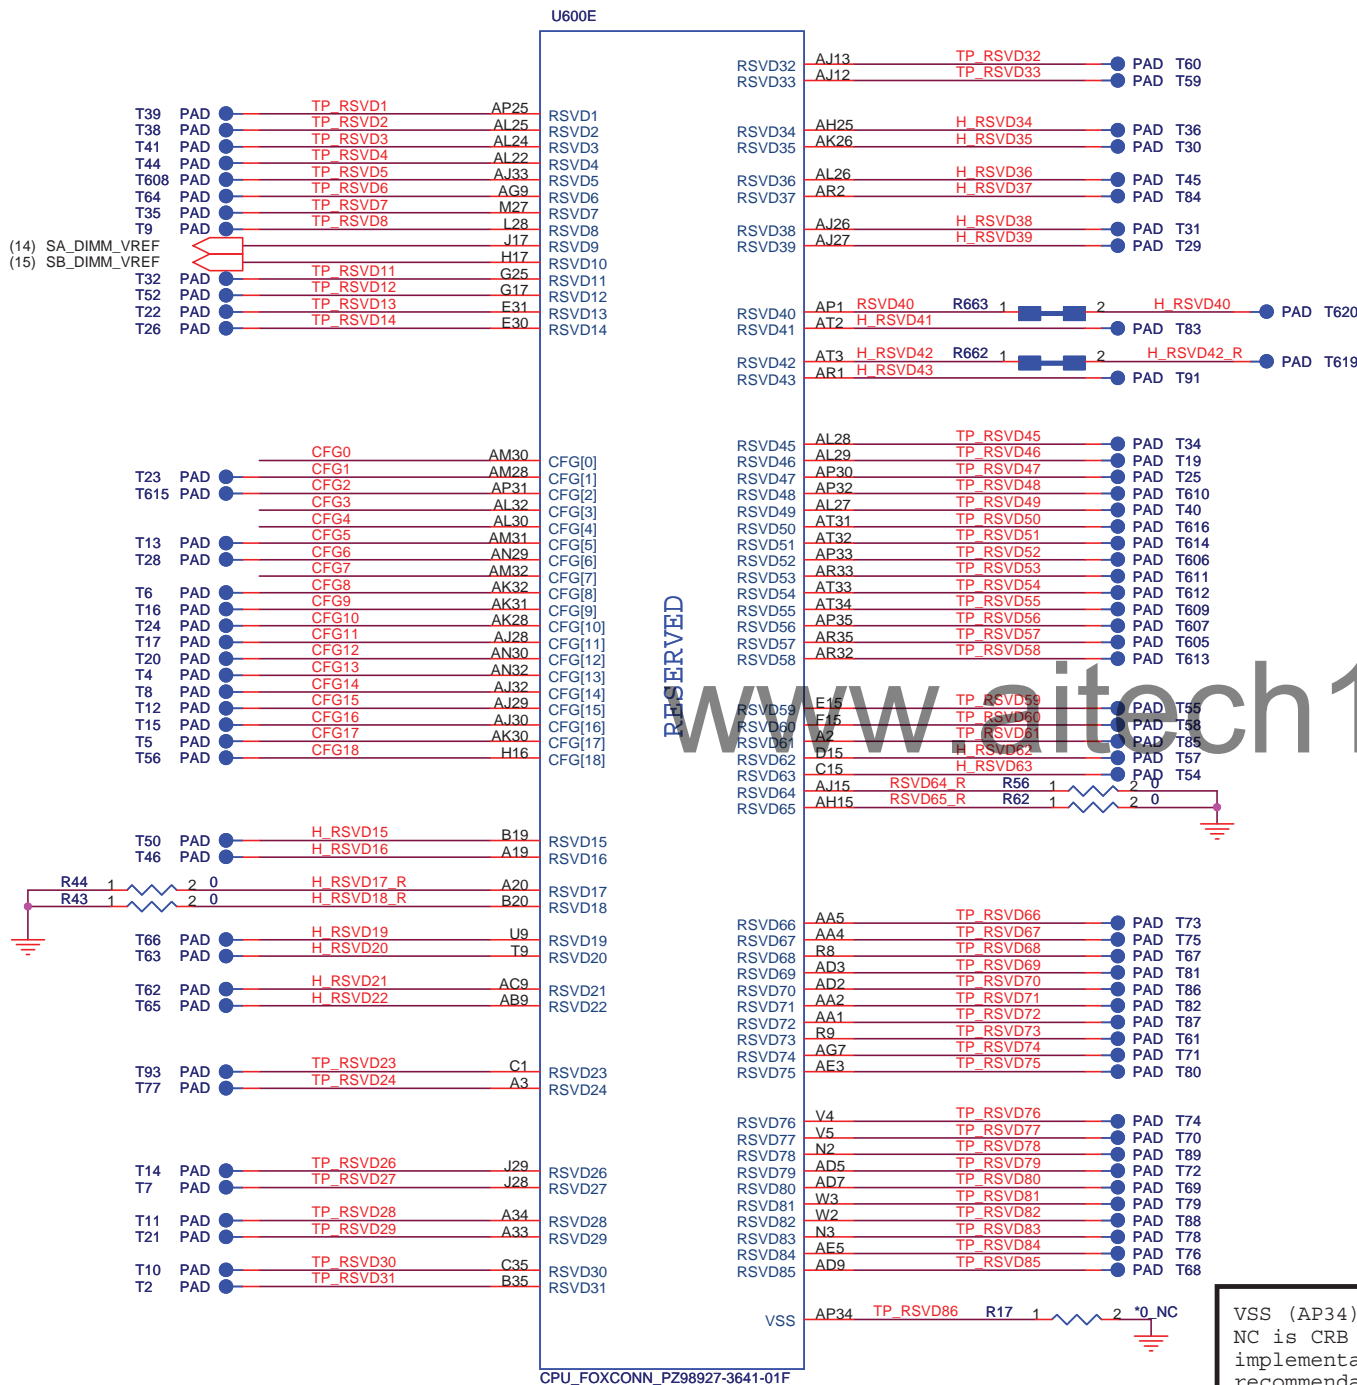 U600E
T39 PAD TP_RSVD1 AP25 RSVD1
T38 PAD TP_RSVD2 AL25 RSVD2
T41 PAD TP_RSVD3 AL24 RSVD3
T44 PAD TP_RSVD4 AL22 RSVD4
T608 PAD TP_RSVD5 AJ33 RSVD5
T64 PAD TP_RSVD6 AG9 RSVD6
T35 PAD TP_RSVD7 M27 RSVD7
T9 PAD TP_RSVD8 L28 RSVD8
(14) SA_DIMM_VREF J17 RSVD9
(15) SB_DIMM_VREF H17 RSVD10
T32 PAD TP_RSVD11 G25 RSVD11
T52 PAD TP_RSVD12 G17 RSVD12
T22 PAD TP_RSVD13 E31 RSVD13
T26 PAD TP_RSVD14 E30 RSVD14
CFG0 AM30 CFG[0]
T23 PAD CFG1 AM28 CFG[1]
T615 PAD CFG2 AP31 CFG[2]
CFG3 AL32 CFG[3]
CFG4 AL30 CFG[4]
T13 PAD CFG5 AM31 CFG[5]
T28 PAD CFG6 AN29 CFG[6]
CFG7 AM32 CFG[7]
T6 PAD CFG8 AK32 CFG[8]
T16 PAD CFG9 AK31 CFG[9]
T24 PAD CFG10 AK28 CFG[10]
T17 PAD CFG11 AJ28 CFG[11]
T20 PAD CFG12 AN30 CFG[12]
T4 PAD CFG13 AN32 CFG[13]
T8 PAD CFG14 AJ32 CFG[14]
T12 PAD CFG15 AJ29 CFG[15]
T15 PAD CFG16 AJ30 CFG[16]
T5 PAD CFG17 AK30 CFG[17]
T56 PAD CFG18 H16 CFG[18]
T50 PAD H_RSVD15 B19 RSVD15
T46 PAD H_RSVD16 A19 RSVD16
R44 1 2 0 H_RSVD17_R A20 RSVD17
R43 1 2 0 H_RSVD18_R B20 RSVD18
T66 PAD H_RSVD19 U9 RSVD19
T63 PAD H_RSVD20 T9 RSVD20
T62 PAD H_RSVD21 AC9 RSVD21
T65 PAD H_RSVD22 AB9 RSVD22
T93 PAD TP_RSVD23 C1 RSVD23
T77 PAD TP_RSVD24 A3 RSVD24
T14 PAD TP_RSVD26 J29 RSVD26
T7 PAD TP_RSVD27 J28 RSVD27
T11 PAD TP_RSVD28 A34 RSVD28
T21 PAD TP_RSVD29 A33 RSVD29
T10 PAD TP_RSVD30 C35 RSVD30
T2 PAD TP_RSVD31 B35 RSVD31
RESERVED
RSVD32 AJ13 TP_RSVD32 PAD T60
RSVD33 AJ12 TP_RSVD33 PAD T59
RSVD34 AH25 H_RSVD34 PAD T36
RSVD35 AK26 H_RSVD35 PAD T30
RSVD36 AL26 H_RSVD36 PAD T45
RSVD37 AR2 H_RSVD37 PAD T84
RSVD38 AJ26 H_RSVD38 PAD T31
RSVD39 AJ27 H_RSVD39 PAD T29
RSVD40 AP1 RSVD40 R663 1 2 H_RSVD40 PAD T620
RSVD41 AT2 H_RSVD41 PAD T83
RSVD42 AT3 H_RSVD42 R662 1 2 H_RSVD42_R PAD T619
RSVD43 AR1 H_RSVD43 PAD T91
RSVD45 AL28 TP_RSVD45 PAD T34
RSVD46 AL29 TP_RSVD46 PAD T19
RSVD47 AP30 TP_RSVD47 PAD T25
RSVD48 AP32 TP_RSVD48 PAD T610
RSVD49 AL27 TP_RSVD49 PAD T40
RSVD50 AT31 TP_RSVD50 PAD T616
RSVD51 AT32 TP_RSVD51 PAD T614
RSVD52 AP33 TP_RSVD52 PAD T606
RSVD53 AR33 TP_RSVD53 PAD T611
RSVD54 AT33 TP_RSVD54 PAD T612
RSVD55 AT34 TP_RSVD55 PAD T609
RSVD56 AP35 TP_RSVD56 PAD T607
RSVD57 AR35 TP_RSVD57 PAD T605
RSVD58 AR32 TP_RSVD58 PAD T613
www.aitech1
RSVD59 E15 TP_RSVD59 PAD T55
RSVD60 F15 TP_RSVD60 PAD T58
RSVD61 A2 TP_RSVD61 PAD T85
RSVD62 D15 H_RSVD62 PAD T57
RSVD63 C15 H_RSVD63 PAD T54
RSVD64 AJ15 RSVD64_R R56 1 2 0
RSVD65 AH15 RSVD65_R R62 1 2 0
RSVD66 AA5 TP_RSVD66 PAD T73
RSVD67 AA4 TP_RSVD67 PAD T75
RSVD68 R8 TP_RSVD68 PAD T67
RSVD69 AD3 TP_RSVD69 PAD T81
RSVD70 AD2 TP_RSVD70 PAD T86
RSVD71 AA2 TP_RSVD71 PAD T82
RSVD72 AA1 TP_RSVD72 PAD T87
RSVD73 R9 TP_RSVD73 PAD T61
RSVD74 AG7 TP_RSVD74 PAD T71
RSVD75 AE3 TP_RSVD75 PAD T80
RSVD76 V4 TP_RSVD76 PAD T74
RSVD77 V5 TP_RSVD77 PAD T70
RSVD78 N2 TP_RSVD78 PAD T89
RSVD79 AD5 TP_RSVD79 PAD T72
RSVD80 AD7 TP_RSVD80 PAD T69
RSVD81 W3 TP_RSVD81 PAD T79
RSVD82 W2 TP_RSVD82 PAD T88
RSVD83 N3 TP_RSVD83 PAD T78
RSVD84 AE5 TP_RSVD84 PAD T76
RSVD85 AD9 TP_RSVD85 PAD T68
VSS AP34 TP_RSVD86 R17 1 2 *0_NC
VSS (AP34)
NC is CRB
implementa
recommenda
CPU_FOXCONN_PZ98927-3641-01F